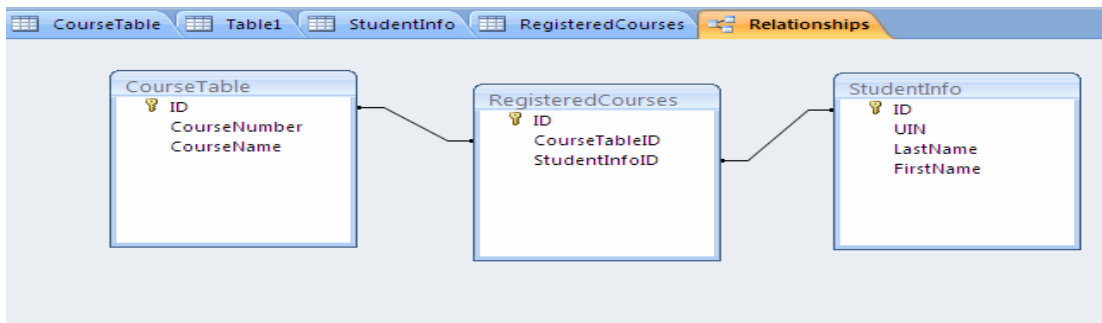 CourseTable Table1 StudentInfo RegisteredCourses Relationships
CourseTable
ID
CourseNumber
CourseName
RegisteredCourses
ID
CourseTableID
StudentInfoID
StudentInfo
ID
UIN
LastName
FirstName